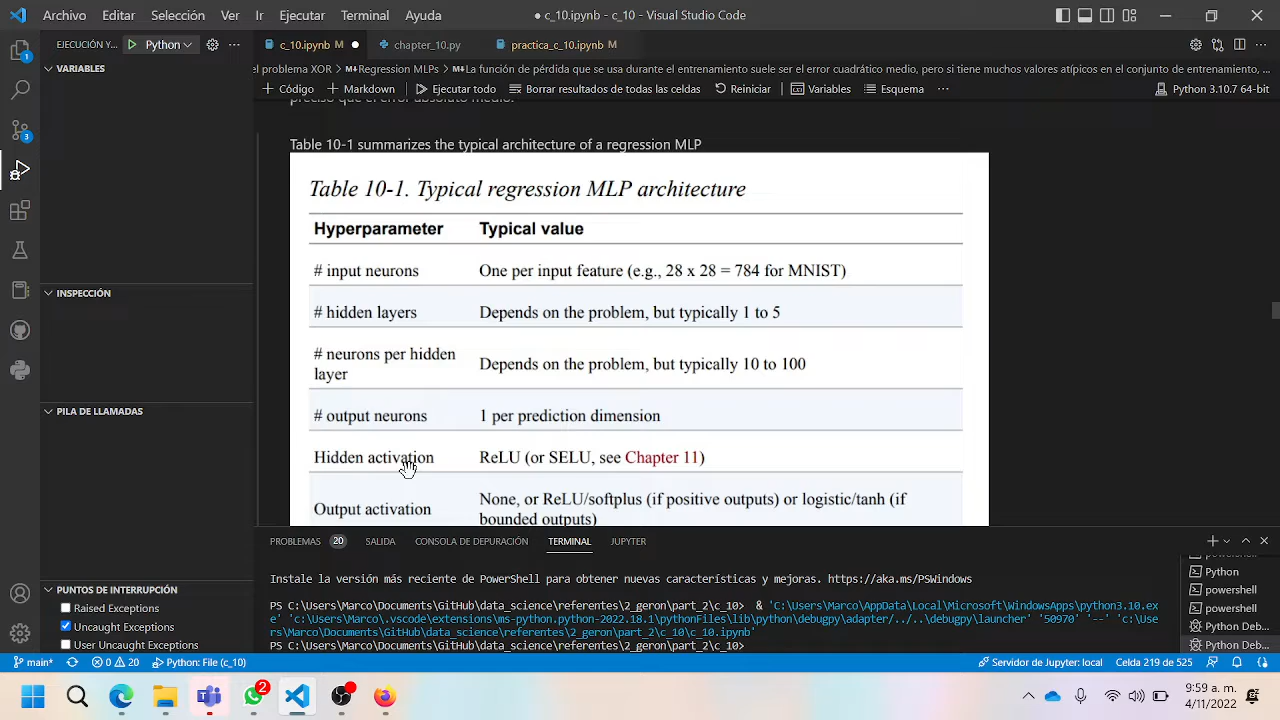 Archivo Editar Selección Ver Ir Ejecutar Terminal Ayuda
● c_10.ipynb - c_10 - Visual Studio Code
EJECUCIÓN Y... Python
c_10.ipynb M ● chapter_10.py practica_c_10.ipynb M
VARIABLES
el problema XOR > M↓Regression MLPs > M↓La función de pérdida que se usa durante el entrenamiento suele ser el error cuadrático medio, pero si tiene muchos valores atípicos en el conjunto de entrenamiento, ...
+ Código + Markdown Ejecutar todo Borrar resultados de todas las celdas Reiniciar Variables Esquema ... Python 3.10.7 64-bit
preciso que el error absoluto medio.
Table 10-1 summarizes the typical architecture of a regression MLP
Table 10-1. Typical regression MLP architecture
Hyperparameter Typical value
# input neurons One per input feature (e.g., 28 x 28 = 784 for MNIST)
# hidden layers Depends on the problem, but typically 1 to 5
# neurons per hidden layer Depends on the problem, but typically 10 to 100
# output neurons 1 per prediction dimension
Hidden activation ReLU (or SELU, see Chapter 11)
Output activation None, or ReLU/softplus (if positive outputs) or logistic/tanh (if
bounded outputs)
INSPECCIÓN
PILA DE LLAMADAS
PUNTOS DE INTERRUPCIÓN
Raised Exceptions
Uncaught Exceptions
User Uncaught Exceptions
PROBLEMAS 20 SALIDA CONSOLA DE DEPURACIÓN TERMINAL JUPYTER
Instale la versión más reciente de PowerShell para obtener nuevas características y mejoras. https://aka.ms/PSWindows
PS C:\Users\Marco\Documents\GitHub\data_science\referentes\2_geron\part_2\c_10> & 'C:\Users\Marco\AppData\Local\Microsoft\WindowsApps\python3.10.ex
e' 'c:\Users\Marco\.vscode\extensions\ms-python.python-2022.18.1\pythonFiles\lib\python\debugpy\adapter/../..\debugpy\launcher' '50970' '--' 'c:\Use
rs\Marco\Documents\GitHub\data_science\referentes\2_geron\part_2\c_10\c_10.ipynb'
PS C:\Users\Marco\Documents\GitHub\data_science\referentes\2_geron\part_2\c_10>
powershell
Python
powershell
powershell
Python Deb...
Python Deb...
main* 0 20 Python: File (c_10) Servidor de Jupyter: local Celda 219 de 525
1
3
2
9:59 a. m.
4/11/2022